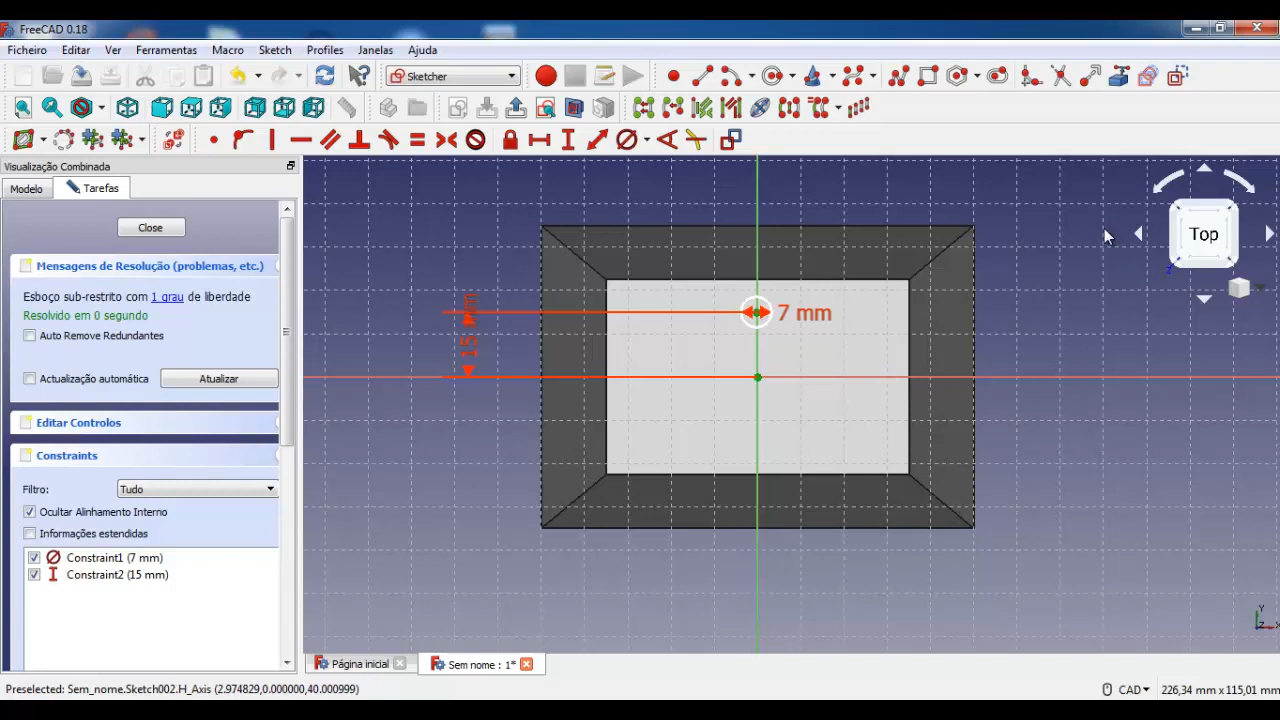 FreeCAD 0.18
Ficheiro Editar Ver Ferramentas Macro Sketch Profiles Janelas Ajuda
Sketcher
Visualização Combinada
Modelo Tarefas
Close
Mensagens de Resolução (problemas, etc.)
Esboço sub-restrito com 1 grau de liberdade
Resolvido em 0 segundo
Auto Remove Redundantes
Actualização automática Atualizar
Editar Controlos
Constraints
Filtro: Tudo
Ocultar Alinhamento Interno
Informações estendidas
Constraint1 (7 mm)
Constraint2 (15 mm)
15 mm
7 mm
Top
Z
Y
Z X
Página inicial Sem nome : 1*
Preselected: Sem_nome.Sketch002.H_Axis (2.974829,0.000000,40.000999)
CAD 226,34 mm x 115,01 mm